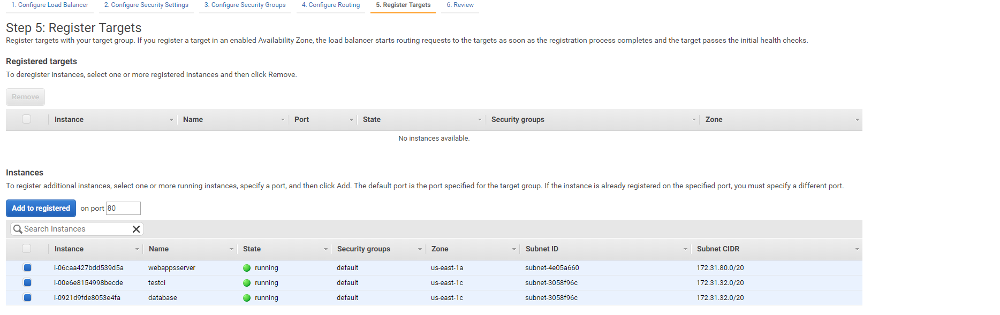 1. Configure Load Balancer 2. Configure Security Settings 3. Configure Security Groups 4. Configure Routing 5. Register Targets 6. Review
Step 5: Register Targets
Register targets with your target group. If you register a target in an enabled Availability Zone, the load balancer starts routing requests to the targets as soon as the registration process completes and the target passes the initial health checks.
Registered targets
To deregister instances, select one or more registered instances and then click Remove.
Remove
Instance Name Port State Security groups Zone
No instances available.
Instances
To register additional instances, select one or more running instances, specify a port, and then click Add. The default port is the port specified for the target group. If the instance is already registered on the specified port, you must specify a different port.
Add to registered on port 80
Search Instances
Instance Name State Security groups Zone Subnet ID Subnet CIDR
i-06caa427bdd539d5a webappsserver running default us-east-1a subnet-4e05a660 172.31.80.0/20
i-00e6e8154998becde testci running default us-east-1c subnet-3058f96c 172.31.32.0/20
i-0921d9fde8053e4fa database running default us-east-1c subnet-3058f96c 172.31.32.0/20